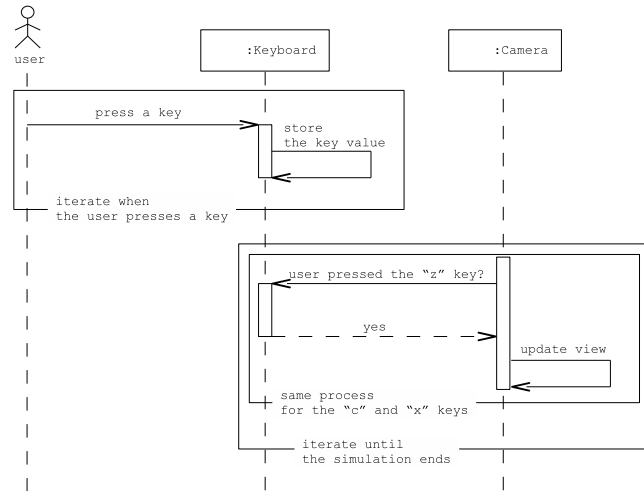 user
:Keyboard
:Camera
press a key
store
the key value
iterate when
the user presses a key
user pressed the “z” key?
yes
update view
same process
for the “c” and “x” keys
iterate until
the simulation ends